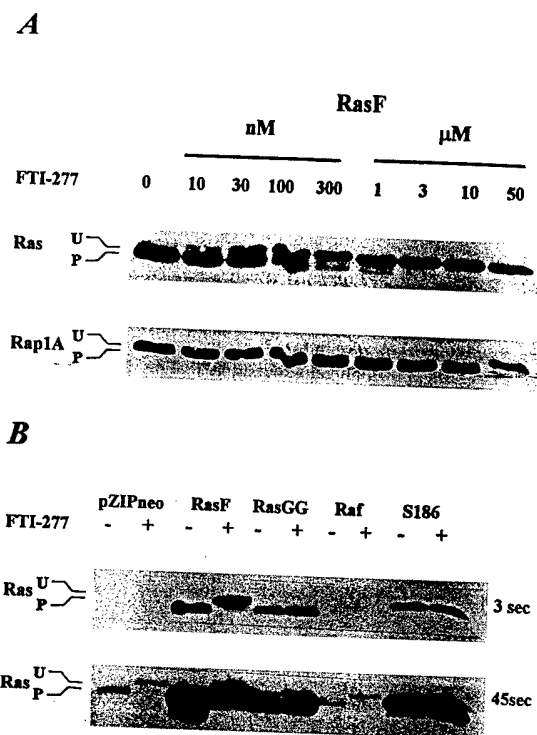 A
RasF
nM μM
FTI-277 0 10 30 100 300 1 3 10 50
Ras U
P
Rap1A U
P
B
pZIPneo RasF RasGG Raf S186
FTI-277 - + - + - + - + - +
Ras U
P
3 sec
Ras U
P
45sec